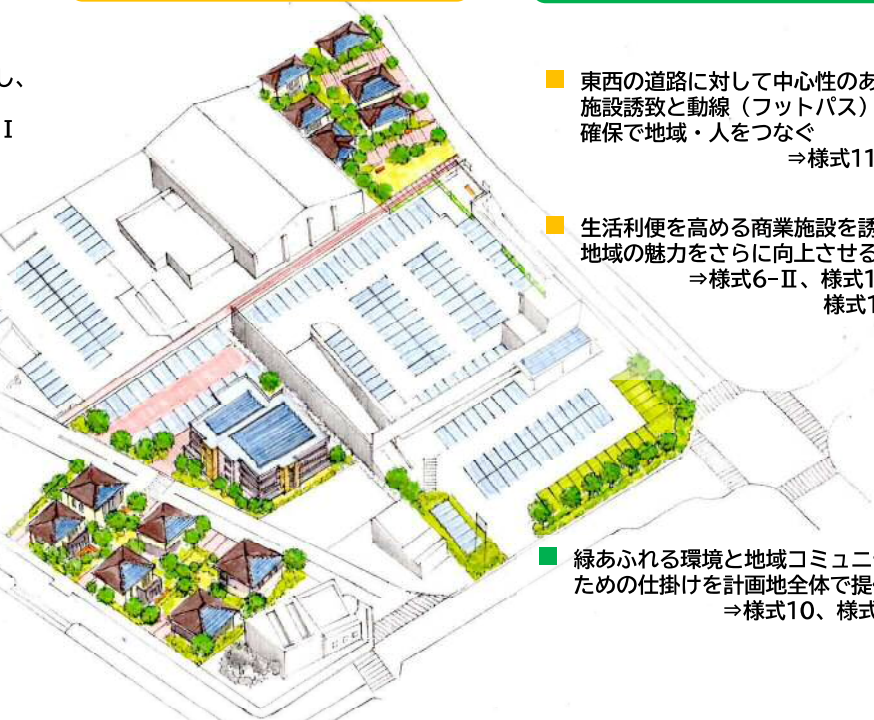 し、
I
東西の道路に対して中心性のあ
施設誘致と動線(フットパス)
確保で地域・人をつなぐ
⇒様式11
生活利便を高める商業施設を誘
地域の魅力をさらに向上させる
⇒様式6-Ⅱ、様式1
様式1
緑あふれる環境と地域コミュニ
ための仕掛けを計画地全体で提
⇒様式10、様式